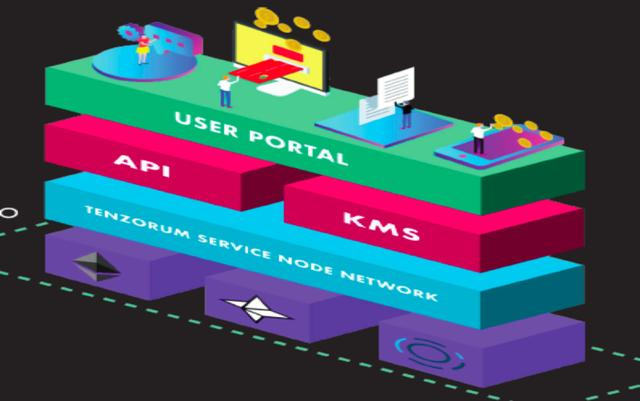 USER PORTAL
API
KMS
TENZORUM SERVICE NODE NETWORK